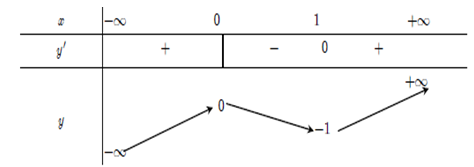 x −∞ 0 1 +∞
y′ + − 0 +
+∞
0
y −1
−∞